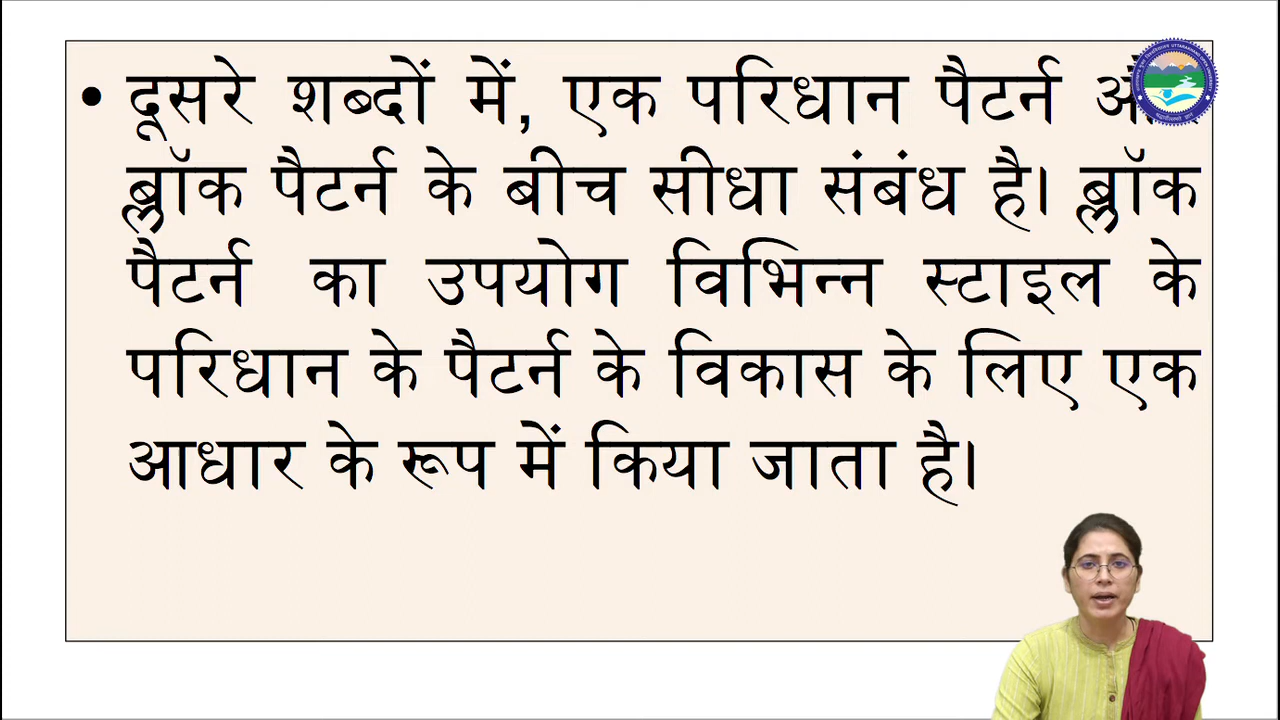 • दूसरे शब्दों में, एक परिधान पैटर्न
ब्लॉक पैटर्न के बीच सीधा संबंध है। ब्लॉक
पैटर्न का उपयोग विभिन्न स्टाइल के
परिधान के पैटर्न के विकास के लिए एक
आधार के रूप में किया जाता है।